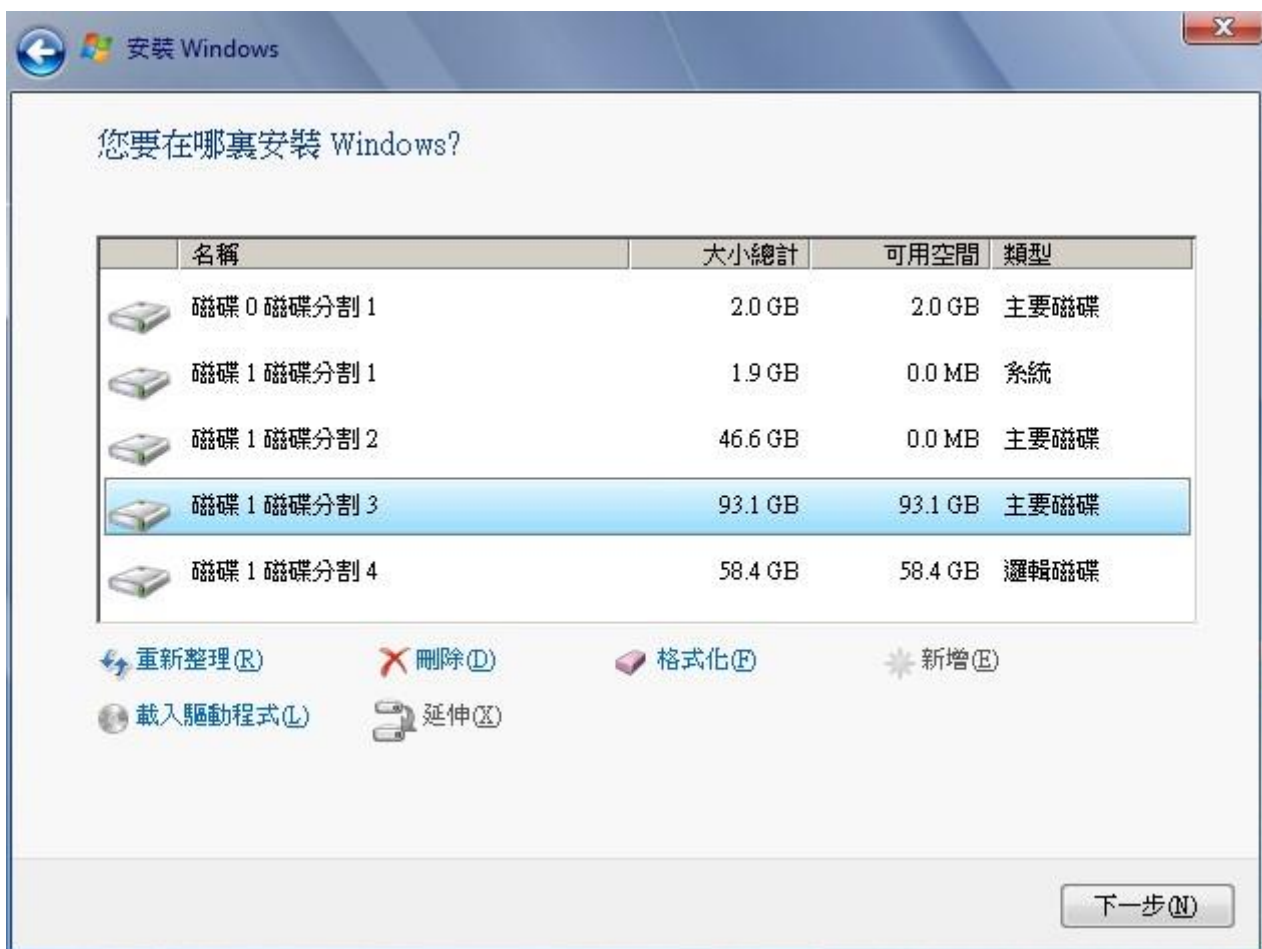 安裝 Windows
您要在哪裏安裝 Windows?
名稱 大小總計 可用空間 類型
磁碟 0 磁碟分割 1 2.0 GB 2.0 GB 主要磁碟
磁碟 1 磁碟分割 1 1.9 GB 0.0 MB 系統
磁碟 1 磁碟分割 2 46.6 GB 0.0 MB 主要磁碟
磁碟 1 磁碟分割 3 93.1 GB 93.1 GB 主要磁碟
磁碟 1 磁碟分割 4 58.4 GB 58.4 GB 邏輯磁碟
重新整理(R) 刪除(D) 格式化(F) 新增(E)
載入驅動程式(L) 延伸(X)
下一步(N)